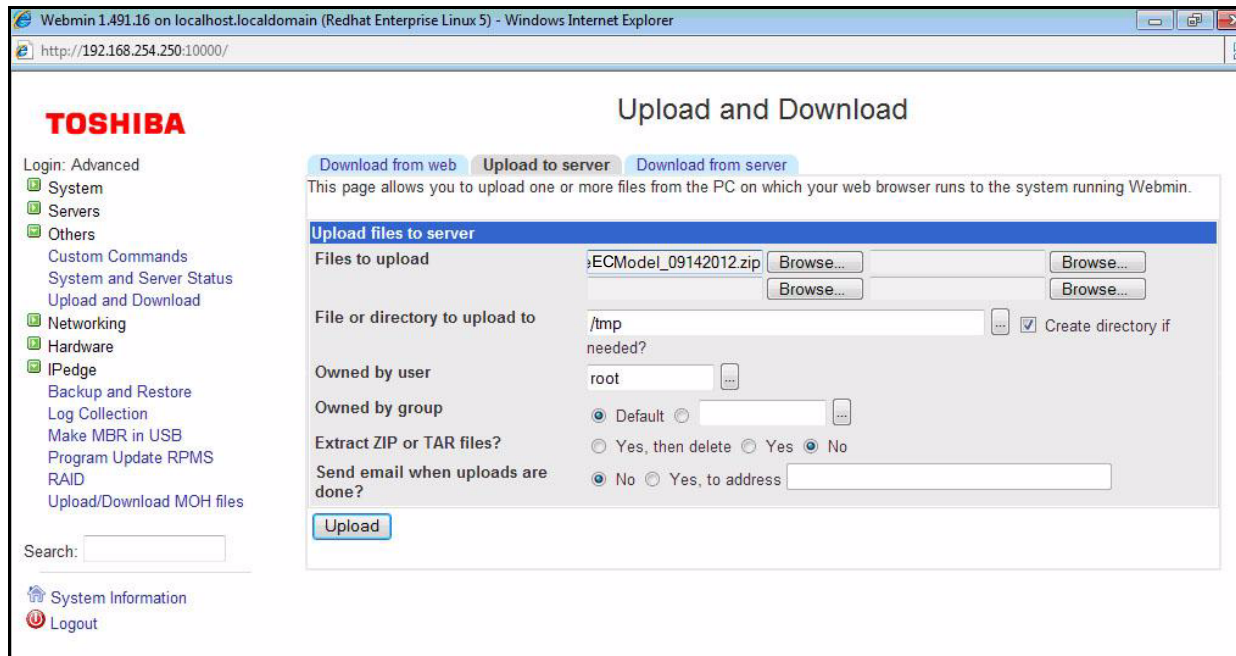 Webmin 1.491.16 on localhost.localdomain (Redhat Enterprise Linux 5) - Windows Internet Explorer
http://192.168.254.250:10000/
TOSHIBA
Login: Advanced
System
Servers
Others
Custom Commands
System and Server Status
Upload and Download
Networking
Hardware
IPedge
Backup and Restore
Log Collection
Make MBR in USB
Program Update RPMS
RAID
Upload/Download MOH files
Search:
System Information
Logout
Upload and Download
Download from web Upload to server Download from server
This page allows you to upload one or more files from the PC on which your web browser runs to the system running Webmin.
Upload files to server
Files to upload eECModel_09142012.zip Browse... Browse...
Browse... Browse...
File or directory to upload to /tmp ... Create directory if
needed?
Owned by user root ...
Owned by group Default ...
Extract ZIP or TAR files? Yes, then delete Yes No
Send email when uploads are
done? No Yes, to address
Upload